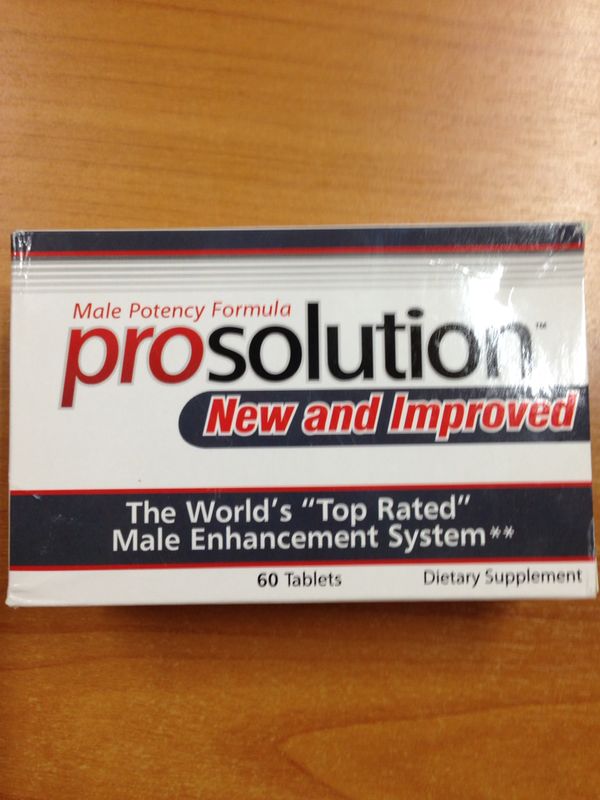 Male Potency Formula
prosolution™
New and Improved
The World's "Top Rated"
Male Enhancement System**
60 Tablets Dietary Supplement